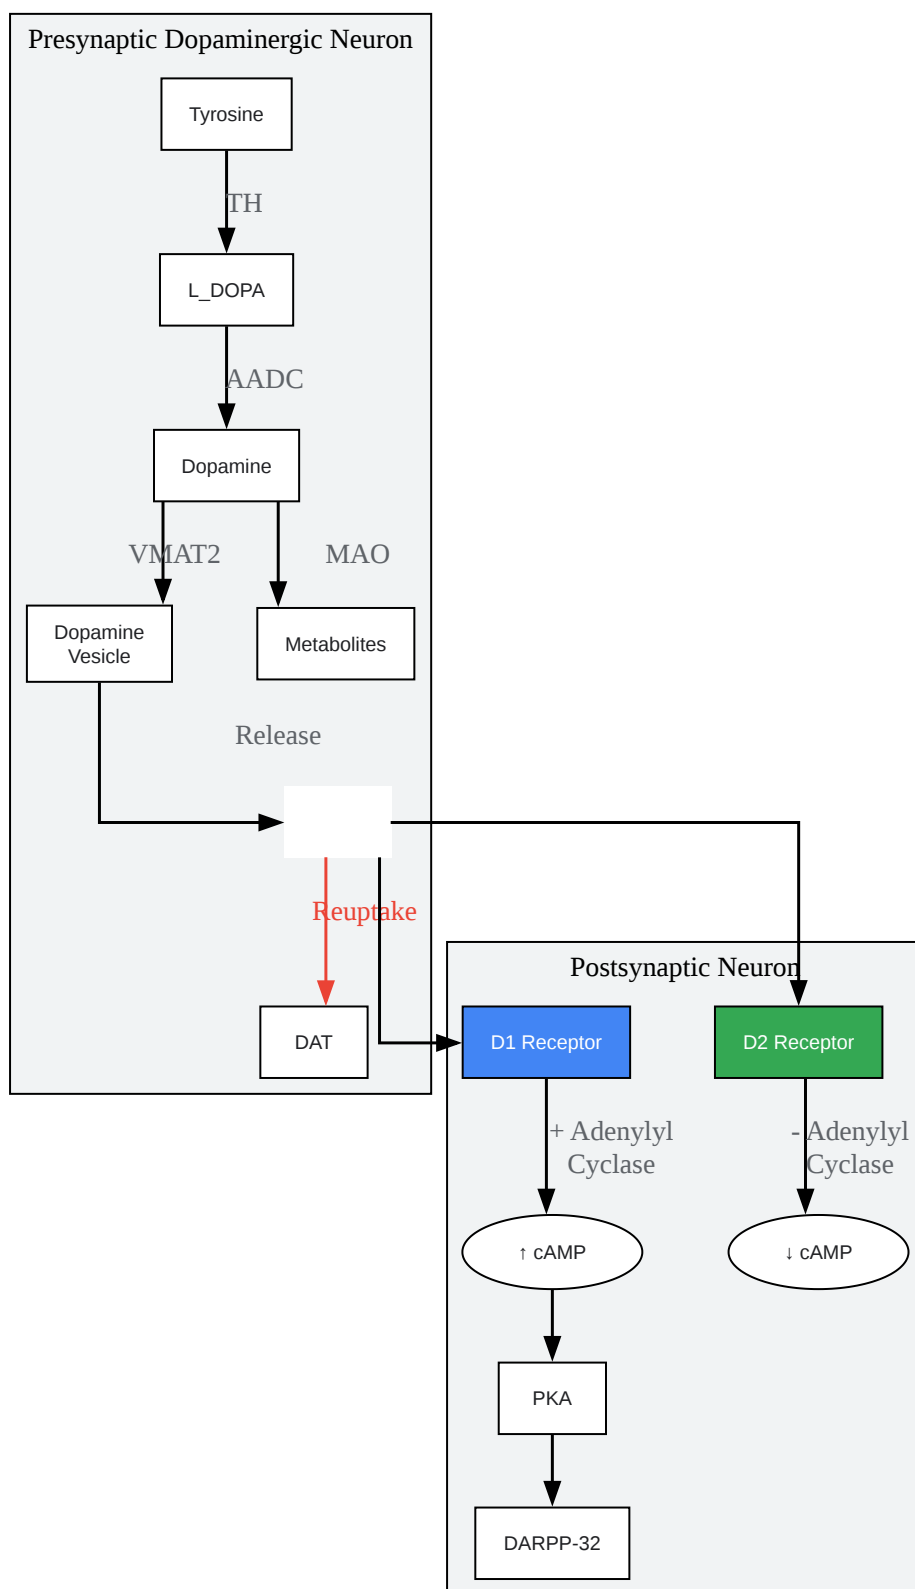 Presynaptic Dopaminergic Neuron
Tyrosine
TH
L_DOPA
AADC
Dopamine
VMAT2
MAO
Dopamine
Vesicle
Metabolites
Release
Reuptake
DAT
Postsynaptic Neuron
D1 Receptor
D2 Receptor
+ Adenylyl
Cyclase
- Adenylyl
Cyclase
↑ cAMP
↓ cAMP
PKA
DARPP-32